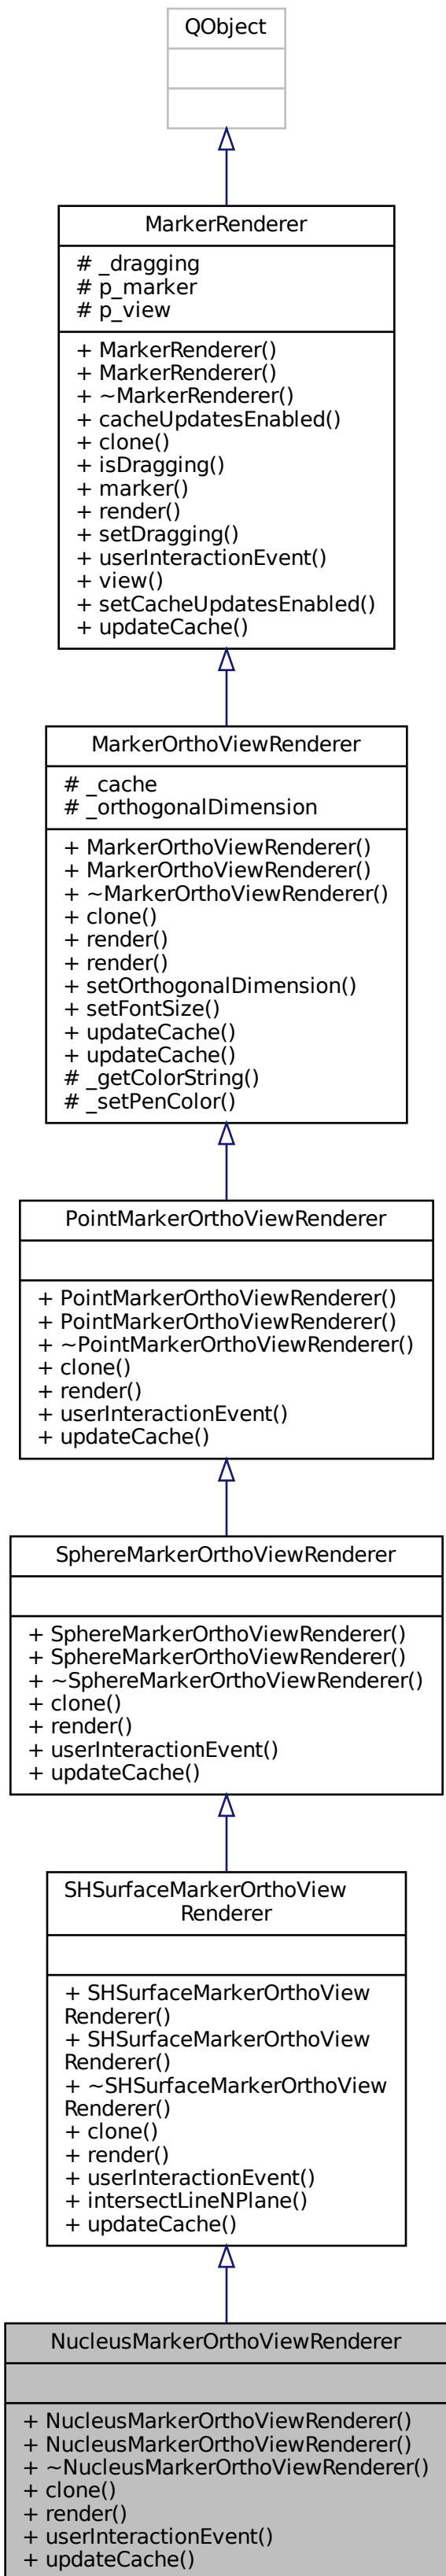 QObject
MarkerRenderer
# _dragging
# p_marker
# p_view
+ MarkerRenderer()
+ MarkerRenderer()
+ ~MarkerRenderer()
+ cacheUpdatesEnabled()
+ clone()
+ isDragging()
+ marker()
+ render()
+ setDragging()
+ userInteractionEvent()
+ view()
+ setCacheUpdatesEnabled()
+ updateCache()
MarkerOrthoViewRenderer
# _cache
# _orthogonalDimension
+ MarkerOrthoViewRenderer()
+ MarkerOrthoViewRenderer()
+ ~MarkerOrthoViewRenderer()
+ clone()
+ render()
+ render()
+ setOrthogonalDimension()
+ setFontSize()
+ updateCache()
+ updateCache()
# _getColorString()
# _setPenColor()
PointMarkerOrthoViewRenderer
+ PointMarkerOrthoViewRenderer()
+ PointMarkerOrthoViewRenderer()
+ ~PointMarkerOrthoViewRenderer()
+ clone()
+ render()
+ userInteractionEvent()
+ updateCache()
SphereMarkerOrthoViewRenderer
+ SphereMarkerOrthoViewRenderer()
+ SphereMarkerOrthoViewRenderer()
+ ~SphereMarkerOrthoViewRenderer()
+ clone()
+ render()
+ userInteractionEvent()
+ updateCache()
SHSurfaceMarkerOrthoView
Renderer
+ SHSurfaceMarkerOrthoView
Renderer()
+ SHSurfaceMarkerOrthoView
Renderer()
+ ~SHSurfaceMarkerOrthoView
Renderer()
+ clone()
+ render()
+ userInteractionEvent()
+ intersectLineNPlane()
+ updateCache()
NucleusMarkerOrthoViewRenderer
+ NucleusMarkerOrthoViewRenderer()
+ NucleusMarkerOrthoViewRenderer()
+ ~NucleusMarkerOrthoViewRenderer()
+ clone()
+ render()
+ userInteractionEvent()
+ updateCache()